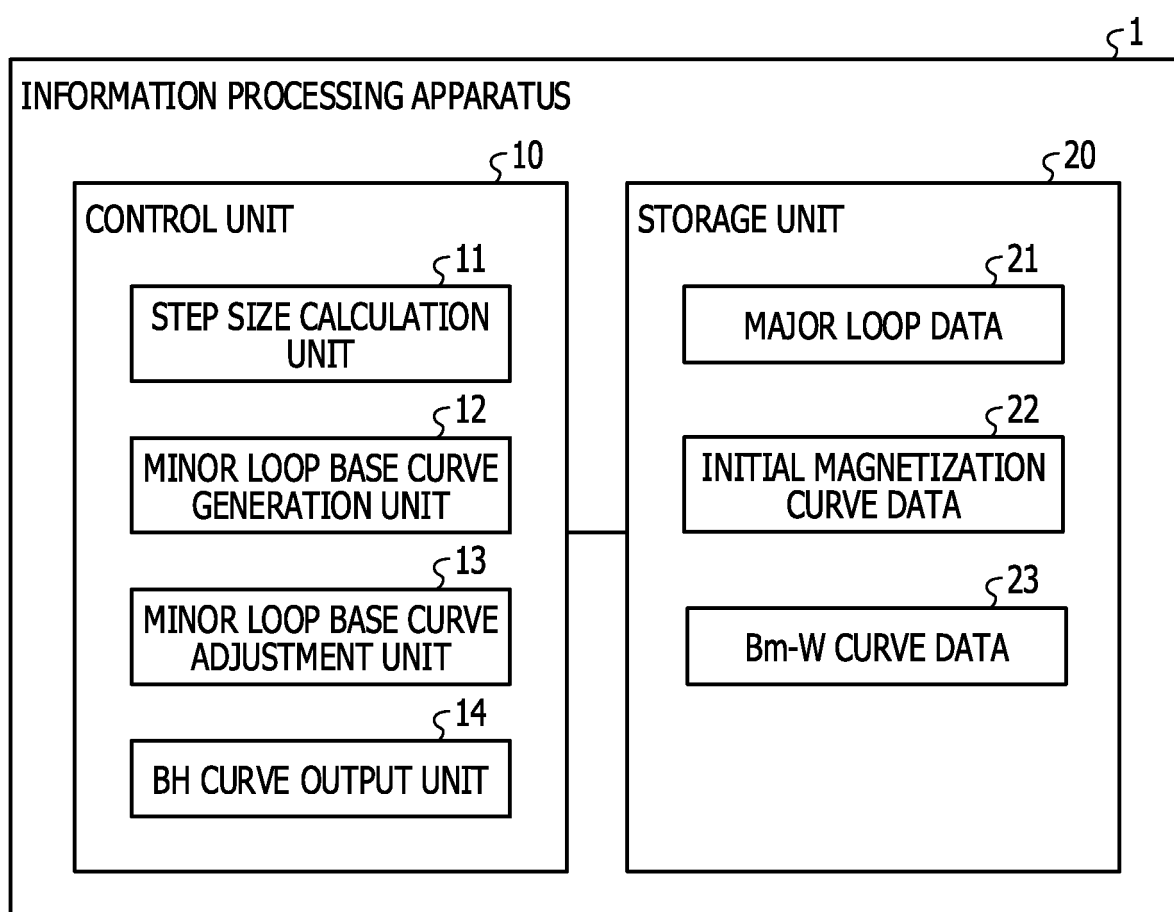 1
INFORMATION PROCESSING APPARATUS
10
CONTROL UNIT
11
STEP SIZE CALCULATION
UNIT
12
MINOR LOOP BASE CURVE
GENERATION UNIT
13
MINOR LOOP BASE CURVE
ADJUSTMENT UNIT
14
BH CURVE OUTPUT UNIT
20
STORAGE UNIT
21
MAJOR LOOP DATA
22
INITIAL MAGNETIZATION
CURVE DATA
23
Bm-W CURVE DATA